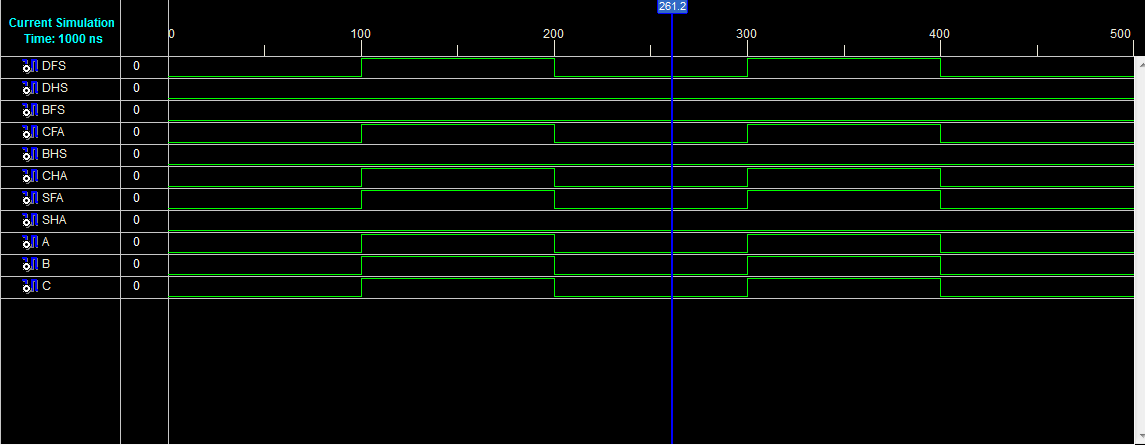 261.2
Current Simulation
Time: 1000 ns
0 100 200 300 400 500
DFS 0
DHS 0
BFS 0
CFA 0
BHS 0
CHA 0
SFA 0
SHA 0
A 0
B 0
C 0